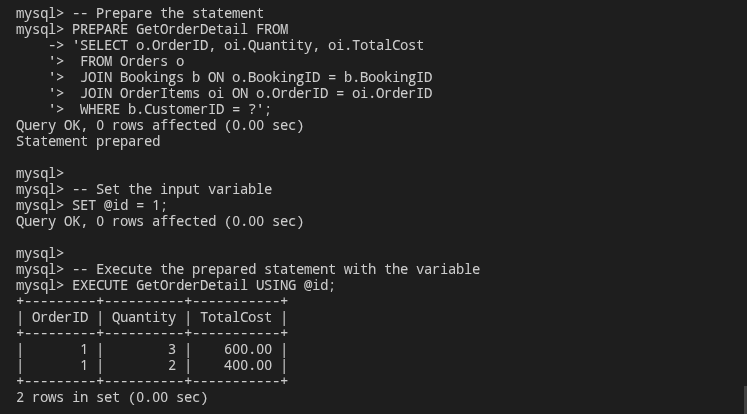 mysql> -- Prepare the statement
mysql> PREPARE GetOrderDetail FROM
    -> 'SELECT o.OrderID, oi.Quantity, oi.TotalCost
    '>  FROM Orders o
    '>  JOIN Bookings b ON o.BookingID = b.BookingID
    '>  JOIN OrderItems oi ON o.OrderID = oi.OrderID
    '>  WHERE b.CustomerID = ?';
Query OK, 0 rows affected (0.00 sec)
Statement prepared

mysql>
mysql> -- Set the input variable
mysql> SET @id = 1;
Query OK, 0 rows affected (0.00 sec)

mysql>
mysql> -- Execute the prepared statement with the variable
mysql> EXECUTE GetOrderDetail USING @id;
+---------+----------+-----------+
| OrderID | Quantity | TotalCost |
+---------+----------+-----------+
|       1 |        3 |    600.00 |
|       1 |        2 |    400.00 |
+---------+----------+-----------+
2 rows in set (0.00 sec)